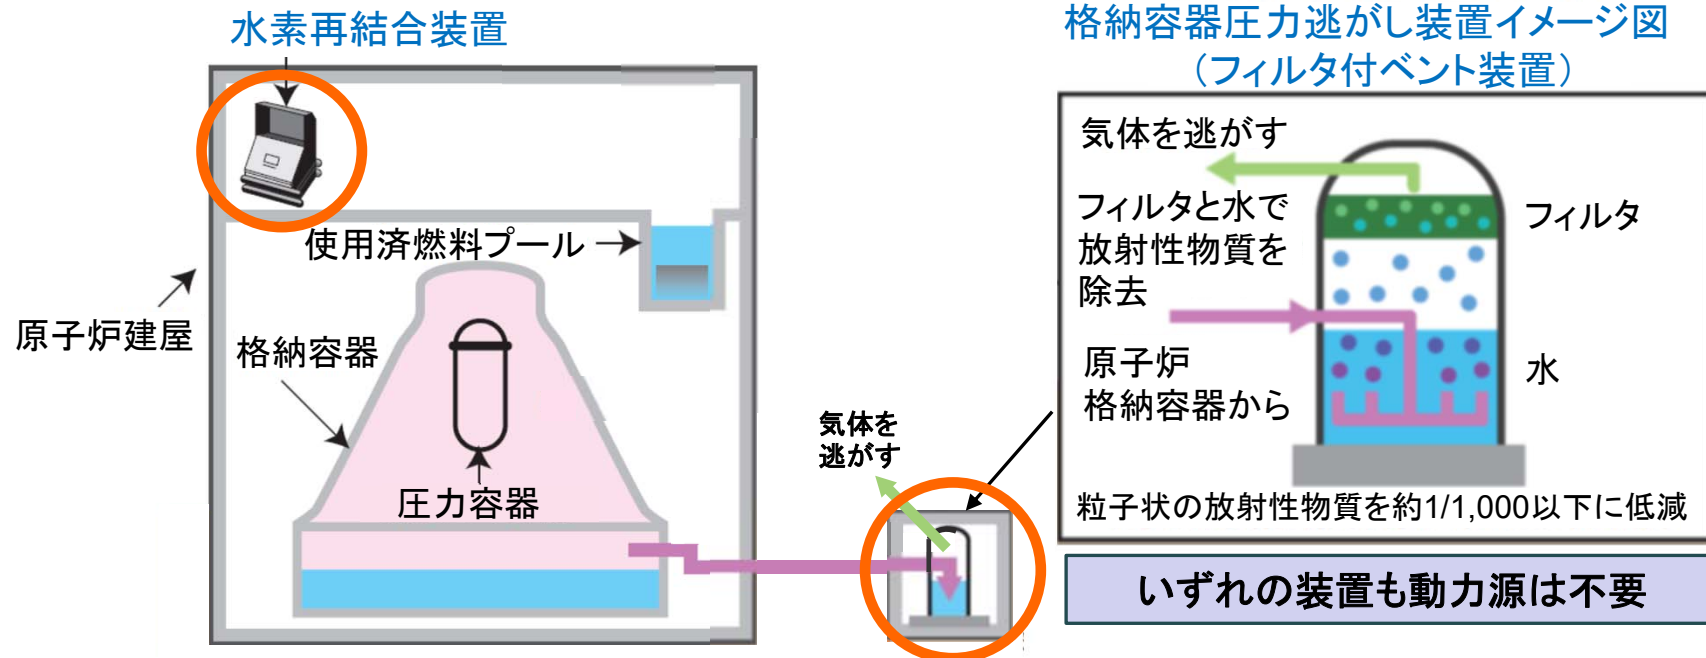 水素再結合装置
使用済燃料プール
原子炉建屋
格納容器
圧力容器
気体を
逃がす
格納容器圧力逃がし装置イメージ図
（フィルタ付ベント装置）
気体を逃がす
フィルタと水で
放射性物質を
除去
フィルタ
原子炉
格納容器から
水
粒子状の放射性物質を約1/1,000以下に低減
いずれの装置も動力源は不要